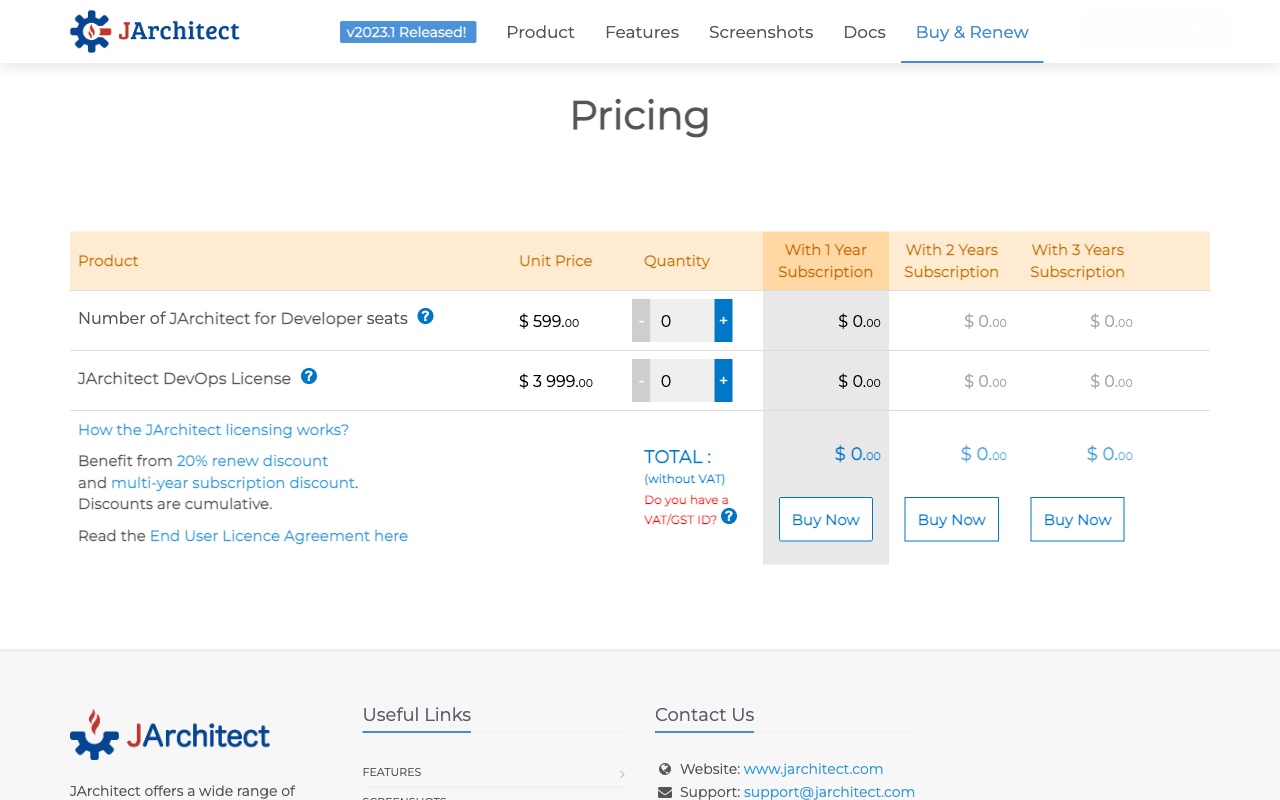 JArchitect
v2023.1 Released!
Product
Features
Screenshots
Docs
Buy & Renew
Pricing
Product
Unit Price
Quantity
With 1 Year
Subscription
With 2 Years
Subscription
With 3 Years
Subscription
Number of JArchitect for Developer seats ?
$ 599.00
- 0 +
$ 0.00
$ 0.00
$ 0.00
JArchitect DevOps License ?
$ 3 999.00
- 0 +
$ 0.00
$ 0.00
$ 0.00
How the JArchitect licensing works?
Benefit from 20% renew discount
and multi-year subscription discount.
Discounts are cumulative.
Read the End User Licence Agreement here
TOTAL :
(without VAT)
Do you have a
VAT/GST ID? ?
$ 0.00
$ 0.00
$ 0.00
Buy Now
Buy Now
Buy Now
JArchitect
JArchitect offers a wide range of
Useful Links
FEATURES
SCREENSHOTS
Contact Us
Website: www.jarchitect.com
Support: support@jarchitect.com